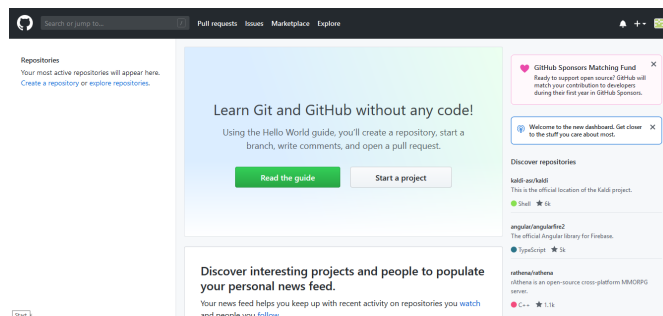 Search or jump to...
/
Pull requests Issues Marketplace Explore
Repositories
Your most active repositories will appear here.
Create a repository or explore repositories.
Learn Git and GitHub without any code!
Using the Hello World guide, you'll create a repository, start a
branch, write comments, and open a pull request.
Read the guide
Start a project
Discover interesting projects and people to populate
your personal news feed.
Your news feed helps you keep up with recent activity on repositories you watch
and people you follow.
GitHub Sponsors Matching Fund
Ready to support open source? GitHub will
match your contribution to developers
during their first year in GitHub Sponsors.
Welcome to the new dashboard. Get closer
to the stuff you care about most.
Discover repositories
kaldi-asr/kaldi
This is the official location of the Kaldi project.
Shell ★ 6k
angular/angularfire2
The official Angular library for Firebase.
TypeScript ★ 5k
rathena/rathena
rAthena is an open-source cross-platform MMORPG
server.
C++ ★ 1.1k
Start